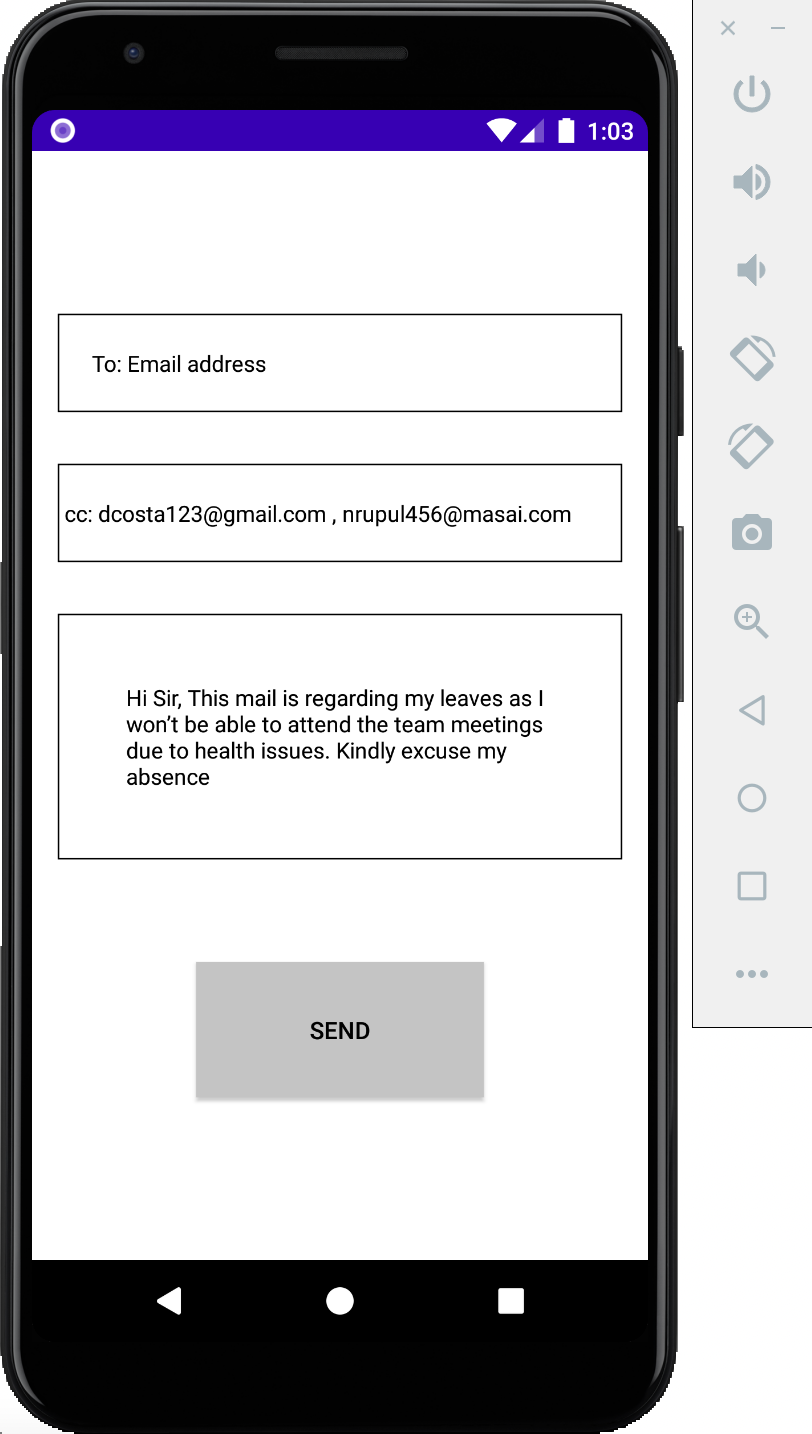 1:03
To: Email address
cc: dcosta123@gmail.com , nrupul456@masai.com
Hi Sir, This mail is regarding my leaves as I
won’t be able to attend the team meetings
due to health issues. Kindly excuse my
absence
SEND